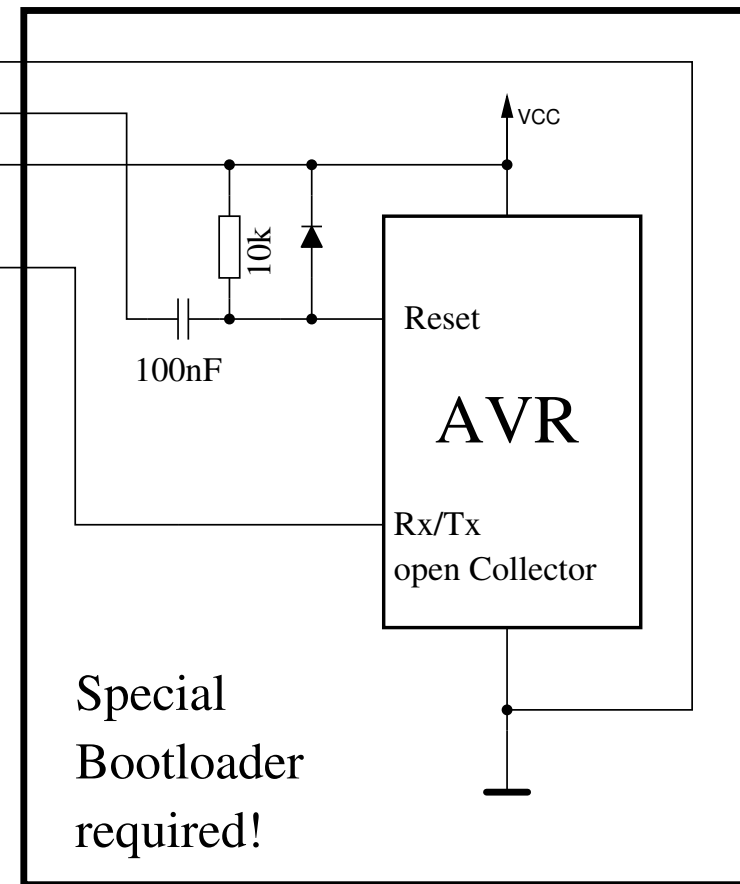 VCC
10k
Reset
100nF
AVR
Rx/Tx
open Collector
Special
Bootloader
required!